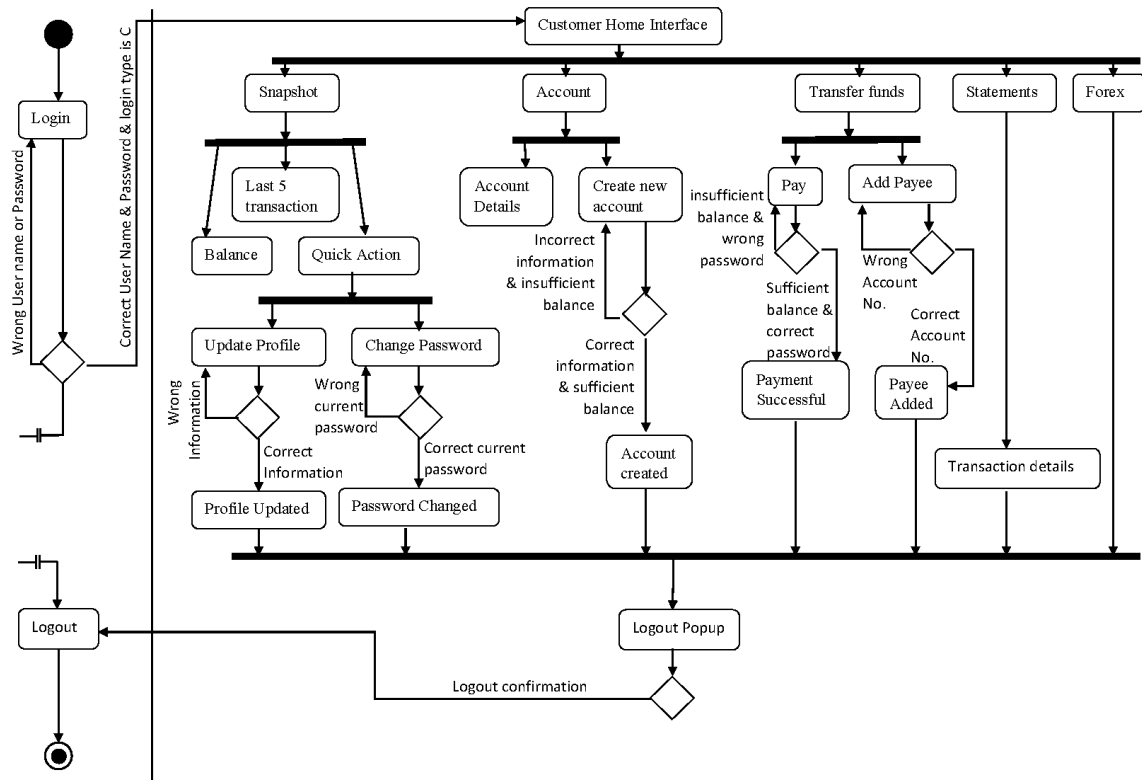 Customer Home Interface
Login
Wrong User name or Password
Correct User Name & Password & login type is C
Snapshot
Account
Transfer funds
Statements
Forex
Last 5
transaction
Balance
Quick Action
Account
Details
Create new
account
Pay
Add Payee
insufficient
balance &
wrong
password
Wrong
Account
No.
Incorrect
information
& insufficient
balance
Sufficient
balance &
correct
password
Correct
Account
No.
Update Profile
Change Password
Wrong
Information
Wrong
current
password
Correct
information
& sufficient
balance
Payment
Successful
Payee
Added
Correct
Information
Correct current
password
Account
created
Transaction details
Profile Updated
Password Changed
Logout
Logout Popup
Logout confirmation